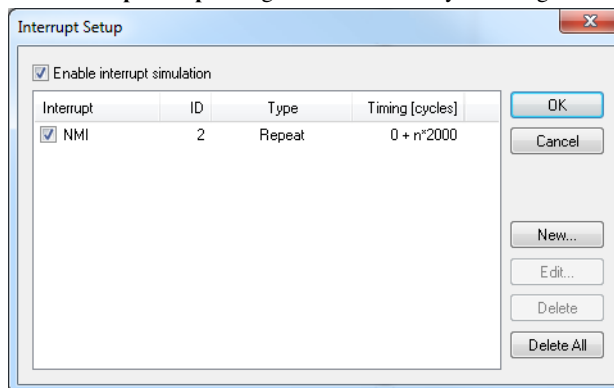 Interrupt Setup
Enable interrupt simulation
Interrupt ID Type Timing [cycles]
NMI 2 Repeat 0 + n*2000
OK
Cancel
New...
Edit...
Delete
Delete All